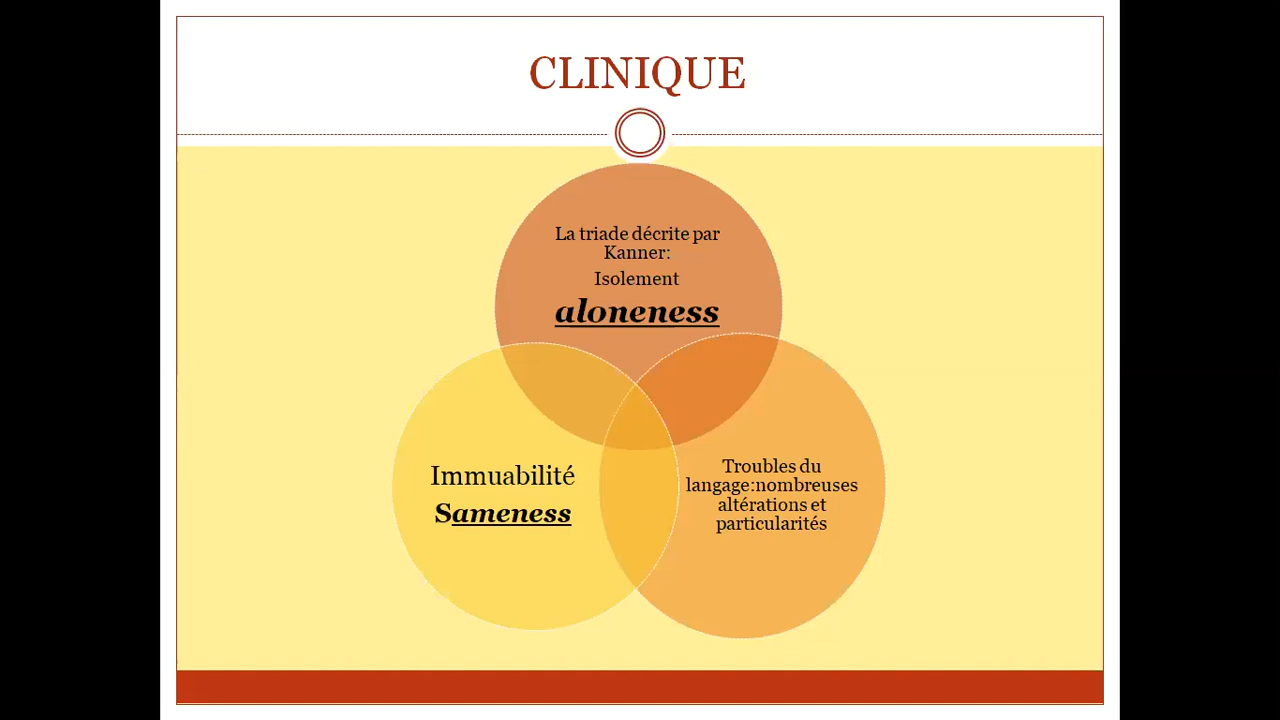 CLINIQUE
La triade décrite par
Kanner:
Isolement
aloneness
Immuabilité
Sameness
Troubles du
langage:nombreuses
altérations et
particularités